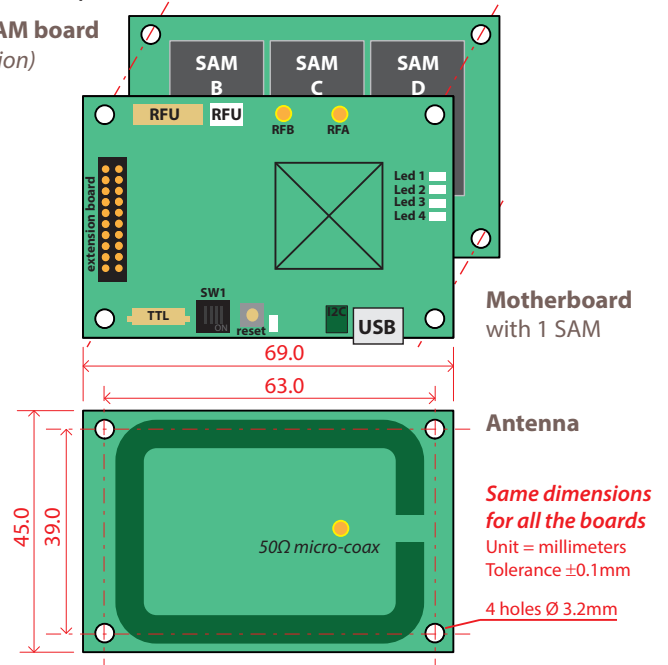 AM board
ion)
SAM
B
SAM
C
SAM
D
RFU
RFU
RFB
RFA
extension board
Led 1
Led 2
Led 3
Led 4
TTL
SW1
ON
reset
I2C
USB
Motherboard
with 1 SAM
69.0
63.0
Antenna
45.0
39.0
50Ω micro-coax
Same dimensions
for all the boards
Unit = millimeters
Tolerance ±0.1mm
4 holes Ø 3.2mm